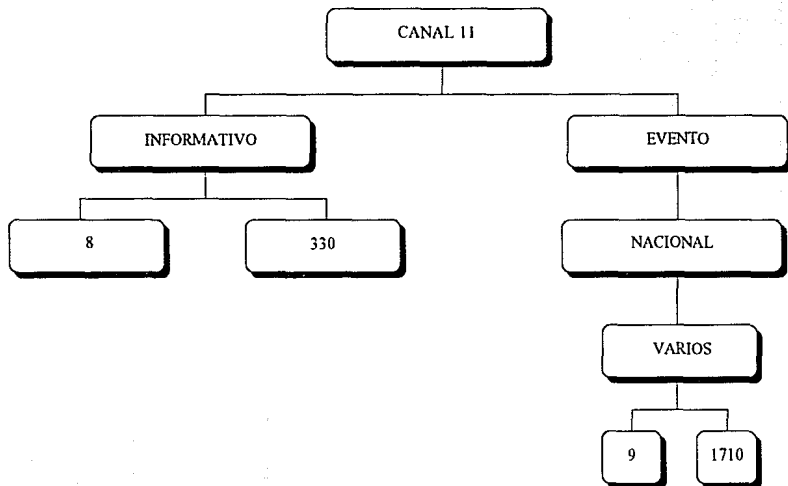 CANAL 11
INFORMATIVO
EVENTO
8
330
NACIONAL
VARIOS
9
1710